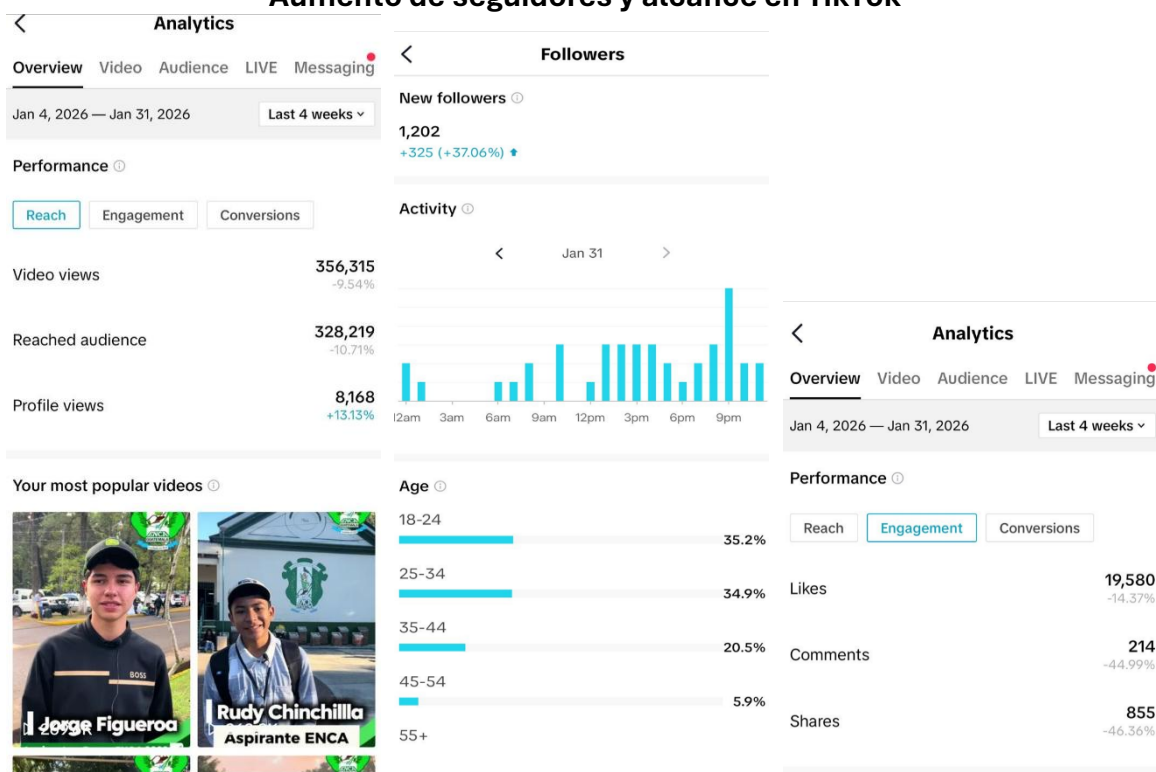 Aumento de seguidores y alcance en TikTok
Analytics
Overview Video Audience LIVE Messaging
Jan 4, 2026 — Jan 31, 2026 Last 4 weeks
Performance
Reach Engagement Conversions
Video views 356,315
-9.54%
Reached audience 328,219
-10.71%
Profile views 8,168
+13.13%
Your most popular videos
ENCA
BOSS
Jorge Figueroa
ENCA
Rudy Chinchillla
Aspirante ENCA
Followers
New followers
1,202
+325 (+37.06%)
Activity
Jan 31
12am 3am 6am 9am 12pm 3pm 6pm 9pm
Age
18-24
35.2%
25-34
34.9%
35-44
20.5%
45-54
5.9%
55+
Analytics
Overview Video Audience LIVE Messaging
Jan 4, 2026 — Jan 31, 2026 Last 4 weeks
Performance
Reach Engagement Conversions
Likes 19,580
-14.37%
Comments 214
-44.99%
Shares 855
-46.36%